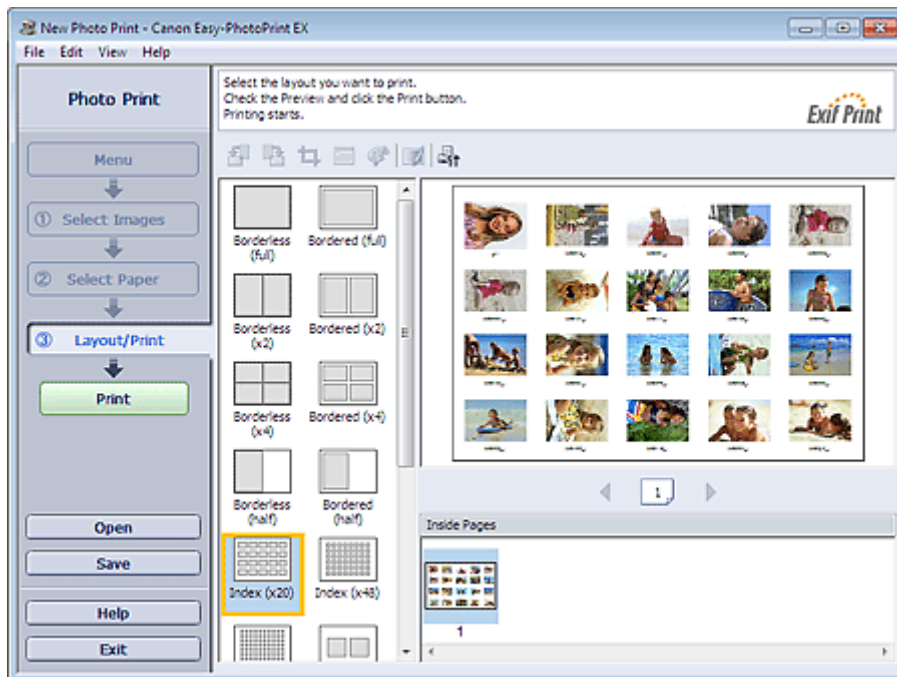 New Photo Print - Canon Easy-PhotoPrint EX
File Edit View Help
Photo Print
Select the layout you want to print.
Check the Preview and click the Print button.
Printing starts.
Exif Print
Menu
① Select Images
② Select Paper
③ Layout/Print
Print
Open
Save
Help
Exit
Borderless
(full)
Bordered (full)
Borderless
(x2)
Bordered (x2)
Borderless
(x4)
Bordered (x4)
Borderless
(half)
Bordered
(half)
Index (x20)
Index (x48)
1
Inside Pages
1